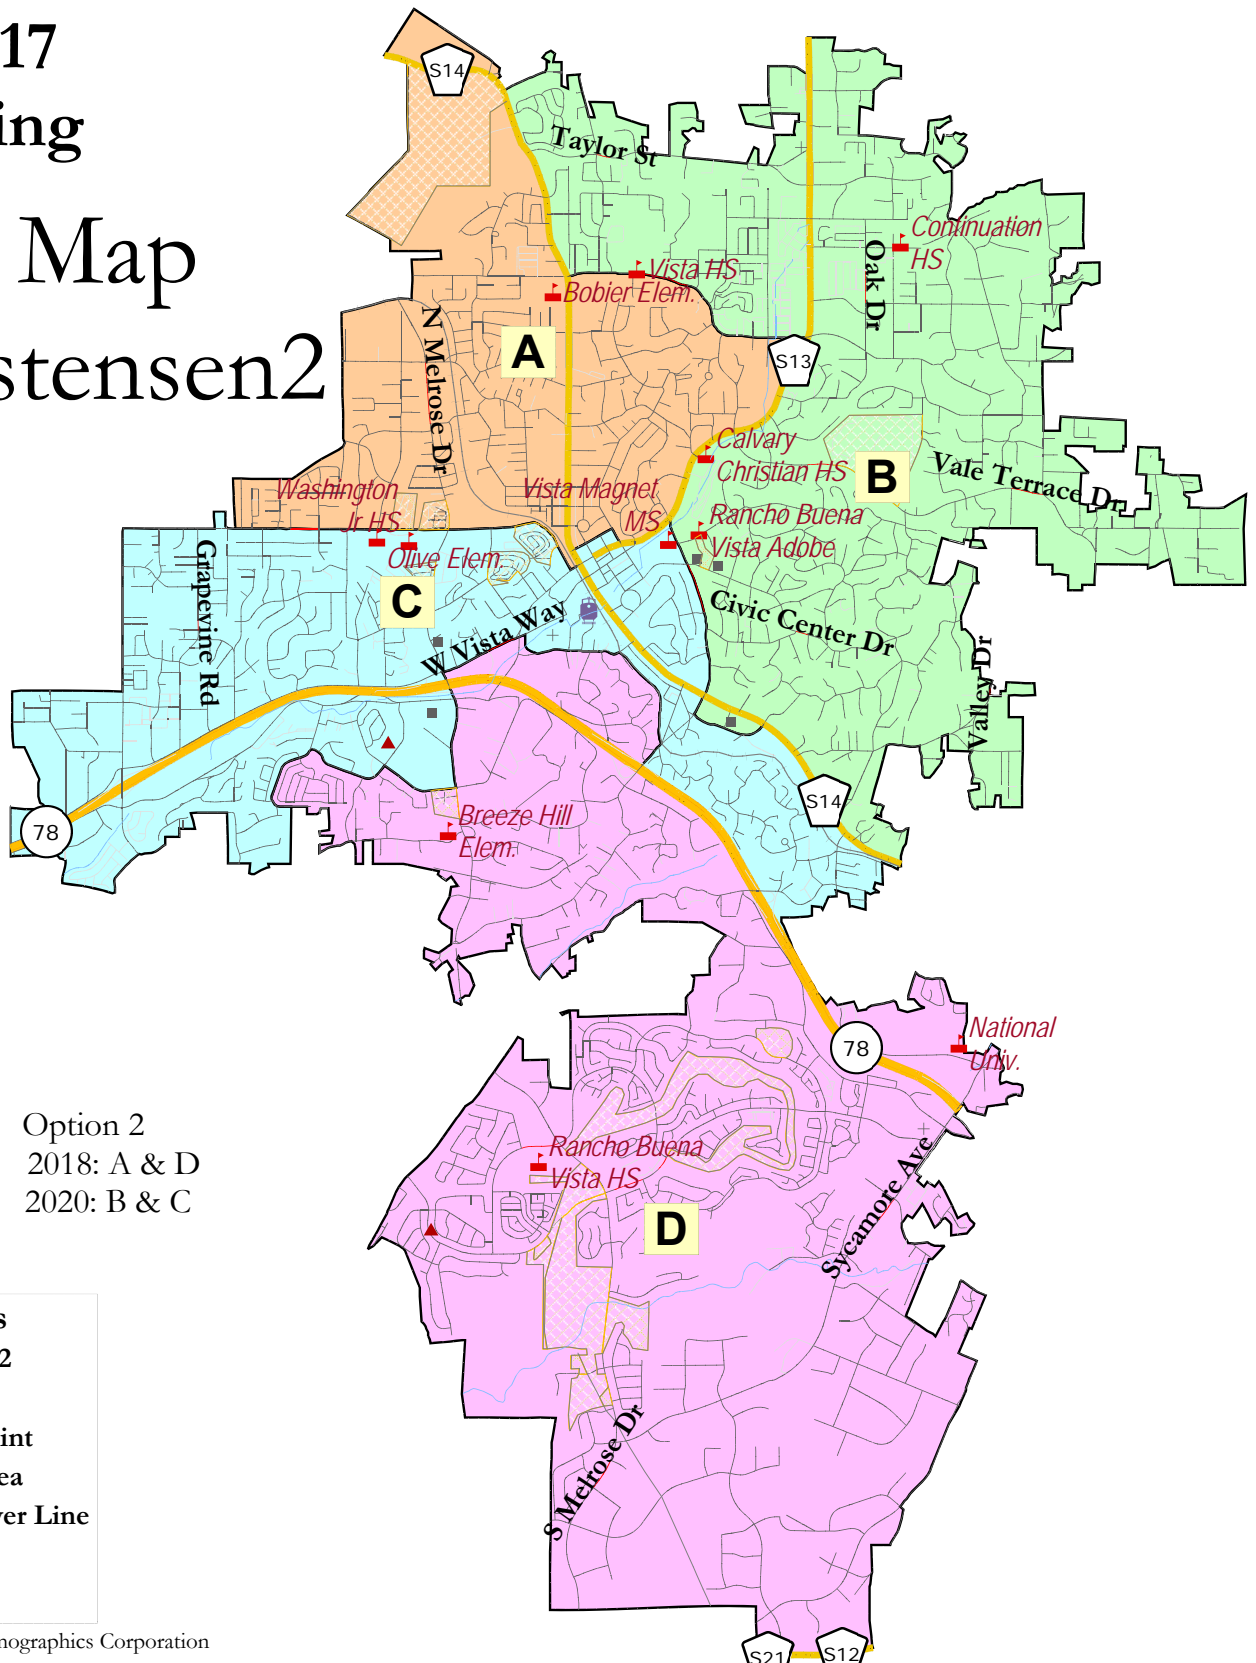 17
ing
Map
stensen2
S14
Taylor St
Continuation
HS
Oak Dr
Vista HS
Bobier Elem.
N Melrose Dr
A
S13
Calvary
Christian HS
B
Vale Terrace Dr
Washington
Jr HS
Vista Magnet
MS
Rancho Buena
Vista Adobe
Olive Elem.
Grapevine Rd
C
W Vista Way
Civic Center Dr
Valley Dr
S14
78
Breeze Hill
Elem.
National
Univ.
78
Option 2
2018: A & D
2020: B & C
Rancho Buena
Vista HS
Sycamore Ave
D
s
2
int
ea
ver Line
S Melrose Dr
nographics Corporation
S21
S12